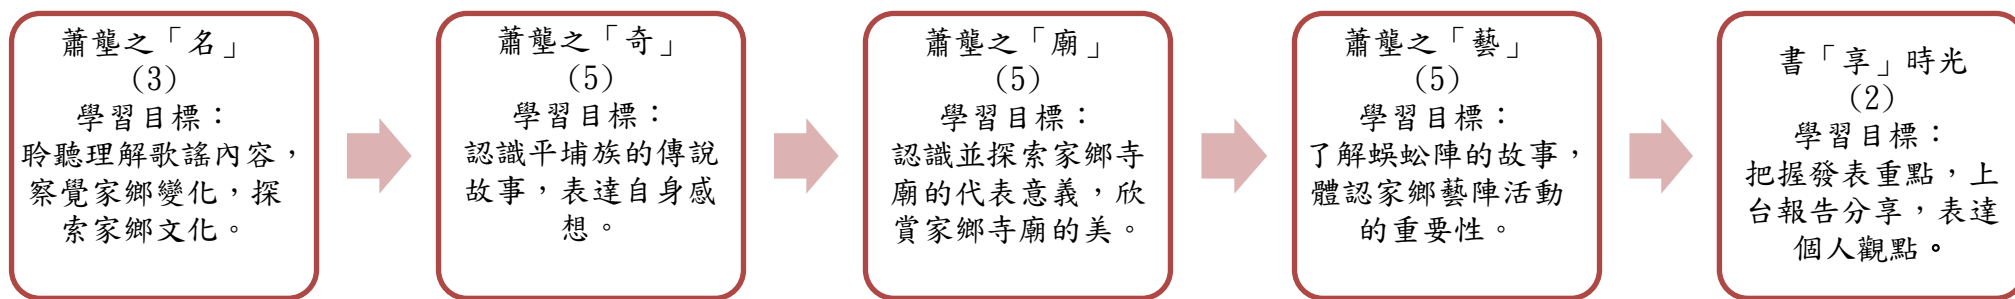 蕭壠之「名」
(3)
學習目標：
聆聽理解歌謠內容，
察覺家鄉變化，探
索家鄉文化。
蕭壠之「奇」
(5)
學習目標：
認識平埔族的傳說
故事，表達自身感
想。
蕭壠之「廟」
(5)
學習目標：
認識並探索家鄉寺
廟的代表意義，欣
賞家鄉寺廟的美。
蕭壠之「藝」
(5)
學習目標：
了解蜈蚣陣的故事，
體認家鄉藝陣活動
的重要性。
書「享」時光
(2)
學習目標：
把握發表重點，上
台報告分享，表達
個人觀點。